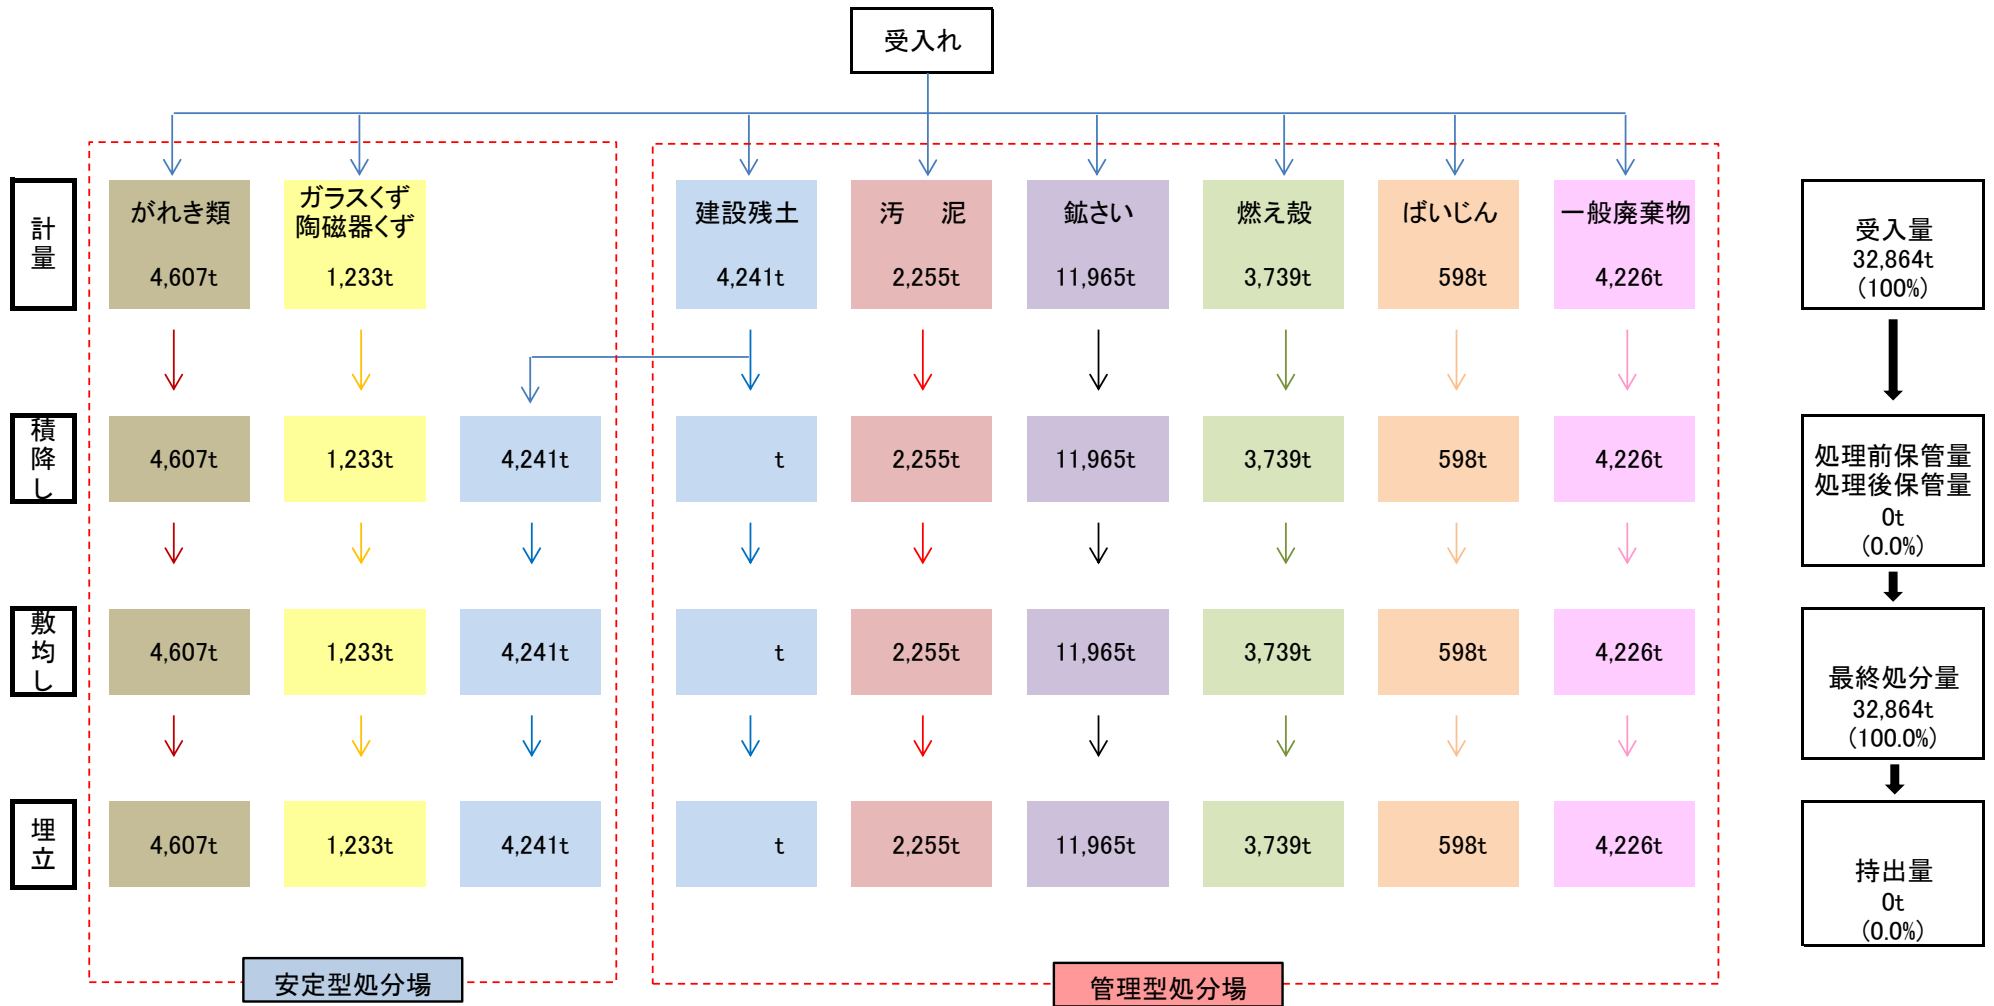 受入れ
計量
がれき類
4,607t
ガラスくず
陶磁器くず
1,233t
建設残土
4,241t
汚　泥
2,255t
鉱さい
11,965t
燃え殻
3,739t
ばいじん
598t
一般廃棄物
4,226t
受入量
32,864t
(100%)
積降し
4,607t
1,233t
4,241t
t
2,255t
11,965t
3,739t
598t
4,226t
処理前保管量
処理後保管量
0t
(0.0%)
敷均し
4,607t
1,233t
4,241t
t
2,255t
11,965t
3,739t
598t
4,226t
最終処分量
32,864t
(100.0%)
埋立
4,607t
1,233t
4,241t
t
2,255t
11,965t
3,739t
598t
4,226t
持出量
0t
(0.0%)
安定型処分場
管理型処分場